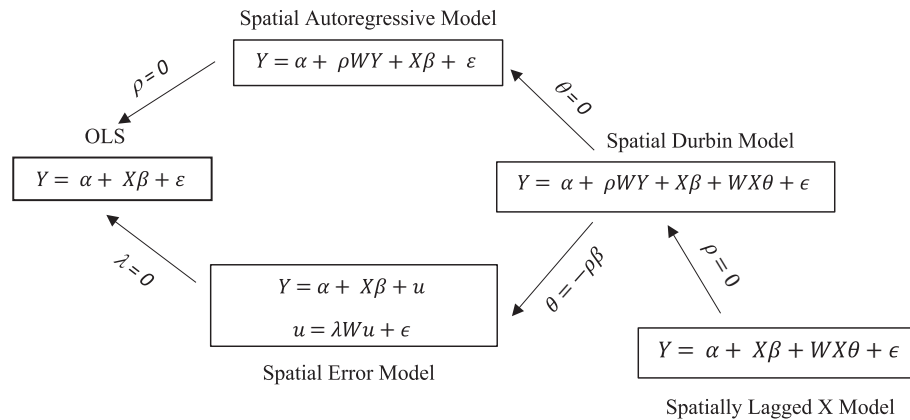 Spatial Autoregressive Model
Y = α + ρWY + Xβ + ε
ρ = 0
θ = 0
OLS
Y = α + Xβ + ε
Spatial Durbin Model
Y = α + ρWY + Xβ + WXθ + ϵ
λ = 0
Y = α + Xβ + u
u = λWu + ϵ
Spatial Error Model
θ = −ρβ
ρ = 0
Y = α + Xβ + WXθ + ϵ
Spatially Lagged X Model